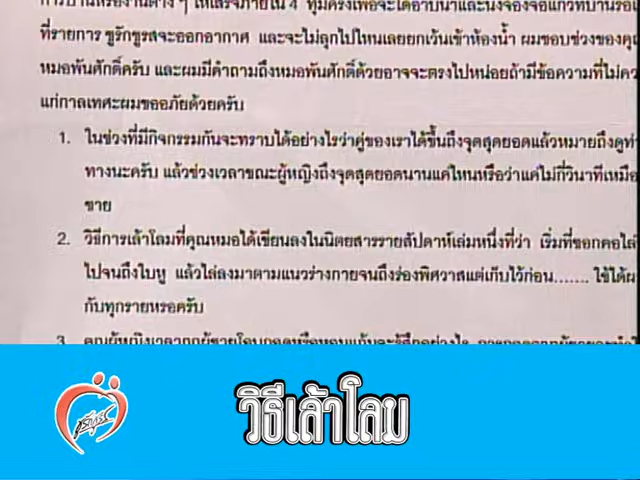 ที่รายการ ชูรักชูรสจะออกอากาศ และจะไม่ลุกไปไหนเลยยกเว้นเข้าห้องน้ำ ผมชอบช่วงของคุณ
หมอพันศักดิ์ครับ และผมมีคำถามถึงหมอพันศักดิ์ด้วยอาจจะตรงไปหน่อยถ้ามีข้อความที่ไม่คว
แก่กาลเทศะผมขออภัยด้วยครับ
1. ในช่วงที่มีกิจกรรมกันจะทราบได้อย่างไรว่าคู่ของเราได้ขึ้นถึงจุดสุดยอดแล้วหมายถึงดูท่า
ทางนะครับ แล้วช่วงเวลาขณะผู้หญิงถึงจุดสุดยอดนานแค่ไหนหรือว่าแค่ไม่กี่วินาทีเหมือ
ชาย
2. วิธีการเล้าโลมที่คุณหมอได้เขียนลงในนิตยสารรายสัปดาห์เล่มหนึ่งที่ว่า เริ่มที่ซอกคอไล่
ไปจนถึงใบหู แล้วไล่ลงมาตามแนวร่างกายจนถึงร่องพิศวาสแต่เก็บไว้ก่อน....... ใช้ได้ผ
กับทุกรายหรอครับ
3.
วิธีเล้าโลม